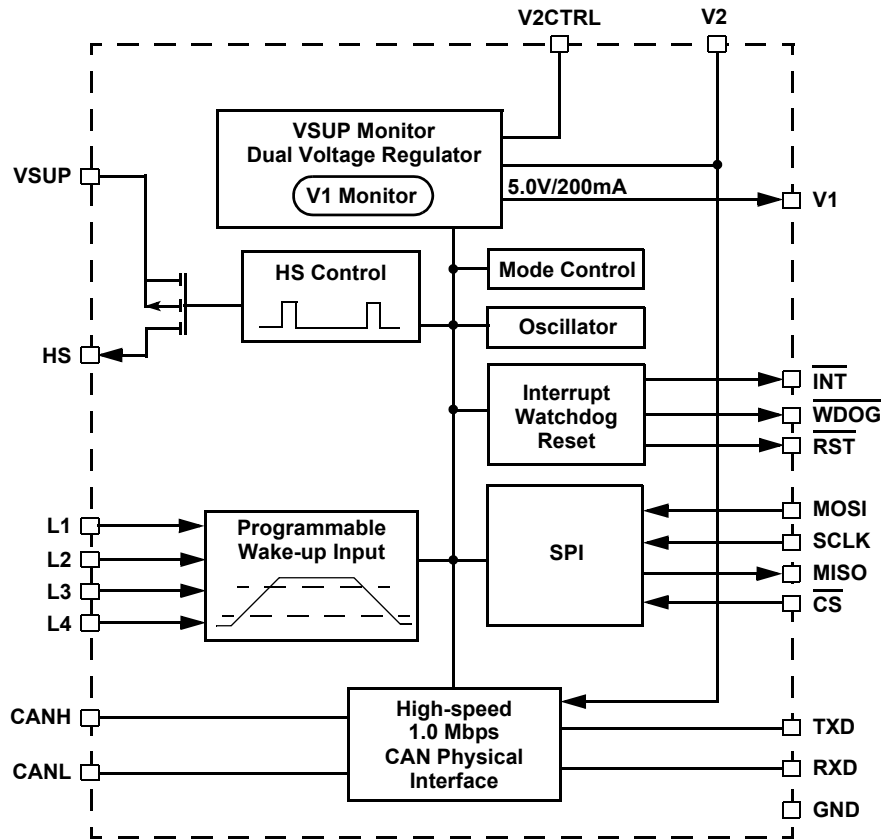 V2CTRL
V2
VSUP Monitor
Dual Voltage Regulator
V1 Monitor
VSUP
5.0V/200mA
V1
HS Control
Mode Control
Oscillator
HS
Interrupt
Watchdog
Reset
INT
WDOG
RST
L1
L2
L3
L4
Programmable
Wake-up Input
SPI
MOSI
SCLK
MISO
CS
CANH
CANL
High-speed
1.0 Mbps
CAN Physical
Interface
TXD
RXD
GND